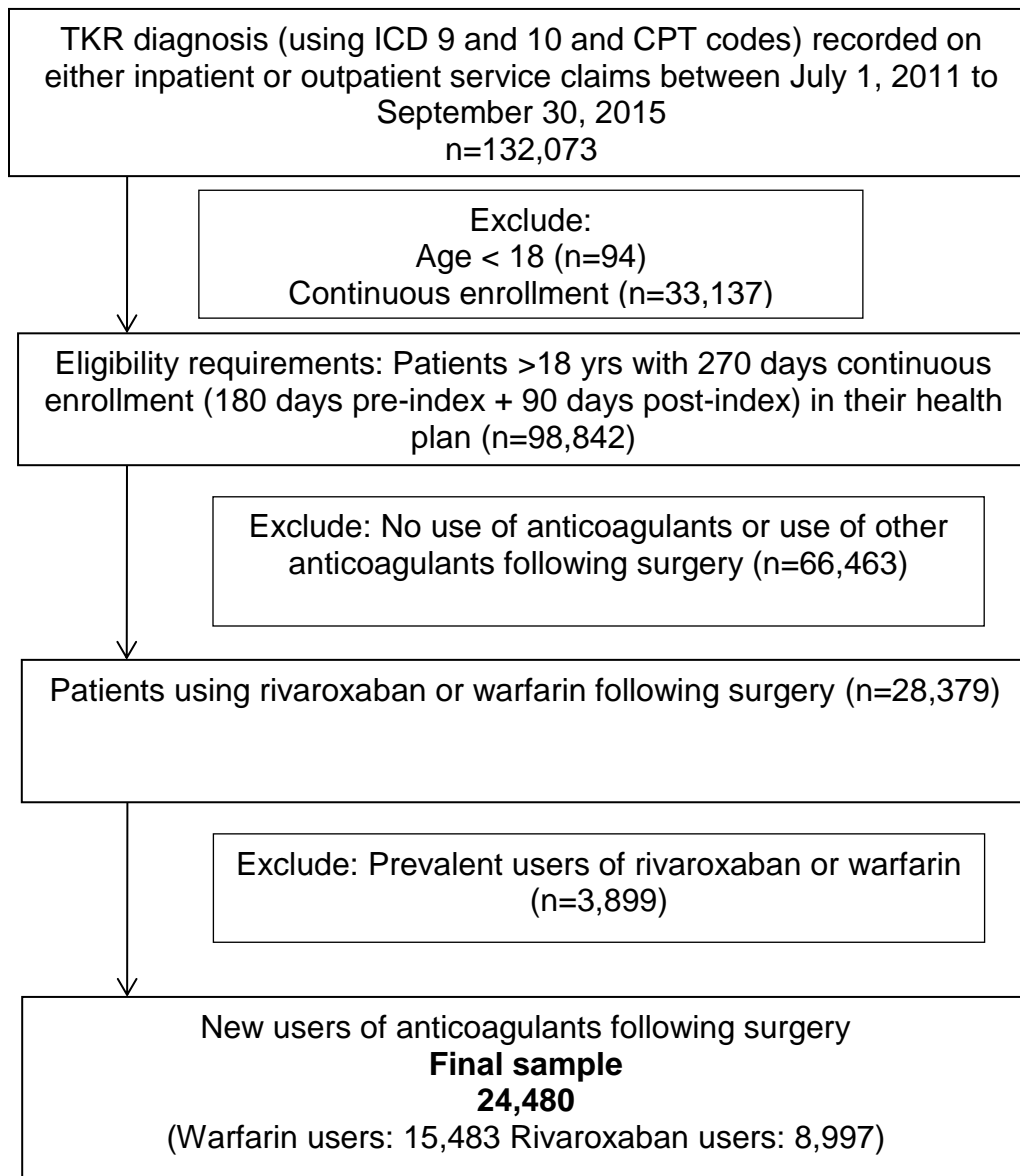 TKR diagnosis (using ICD 9 and 10 and CPT codes) recorded on
either inpatient or outpatient service claims between July 1, 2011 to
September 30, 2015
n=132,073
Exclude:
Age < 18 (n=94)
Continuous enrollment (n=33,137)
Eligibility requirements: Patients >18 yrs with 270 days continuous
enrollment (180 days pre-index + 90 days post-index) in their health
plan (n=98,842)
Exclude: No use of anticoagulants or use of other
anticoagulants following surgery (n=66,463)
Patients using rivaroxaban or warfarin following surgery (n=28,379)
Exclude: Prevalent users of rivaroxaban or warfarin
(n=3,899)
New users of anticoagulants following surgery
Final sample
24,480
(Warfarin users: 15,483 Rivaroxaban users: 8,997)